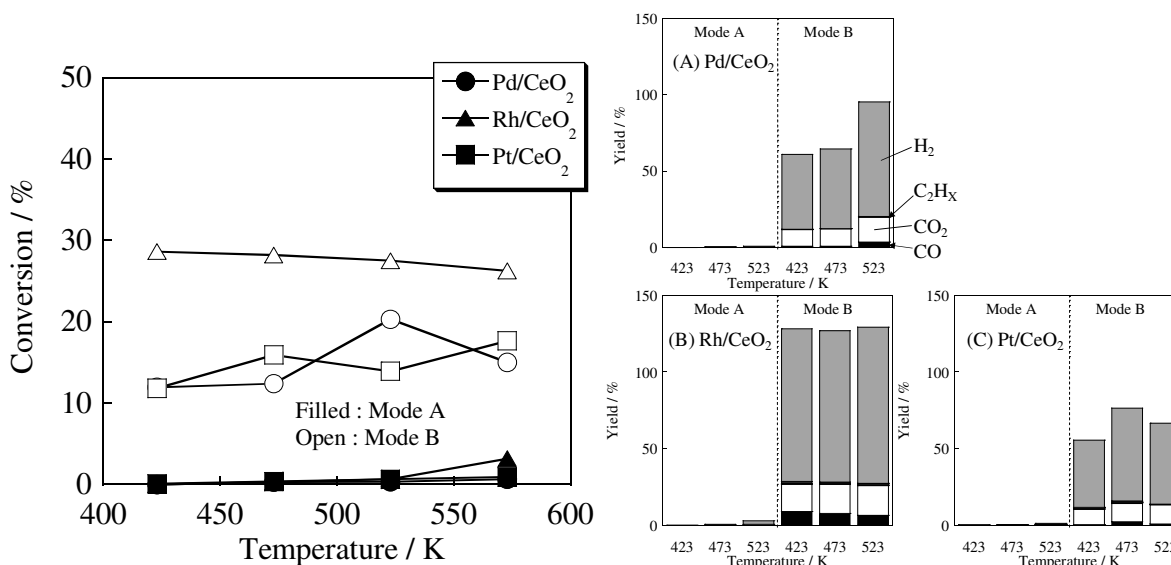 50
40
30
20
10
0
400
450
500
550
600
Conversion / %
Temperature / K
Pd/CeO₂
Rh/CeO₂
Pt/CeO₂
Filled : Mode A
Open : Mode B
150
100
50
0
Yield / %
Mode A
Mode B
(A) Pd/CeO₂
H₂
C₂Hₓ
CO₂
CO
423 473 523 423 473 523
Temperature / K
150
100
50
0
Yield / %
Mode A
Mode B
(B) Rh/CeO₂
423 473 523 423 473 523
Temperature / K
150
100
50
0
Yield / %
Mode A
Mode B
(C) Pt/CeO₂
423 473 523 423 473 523
Temperature / K